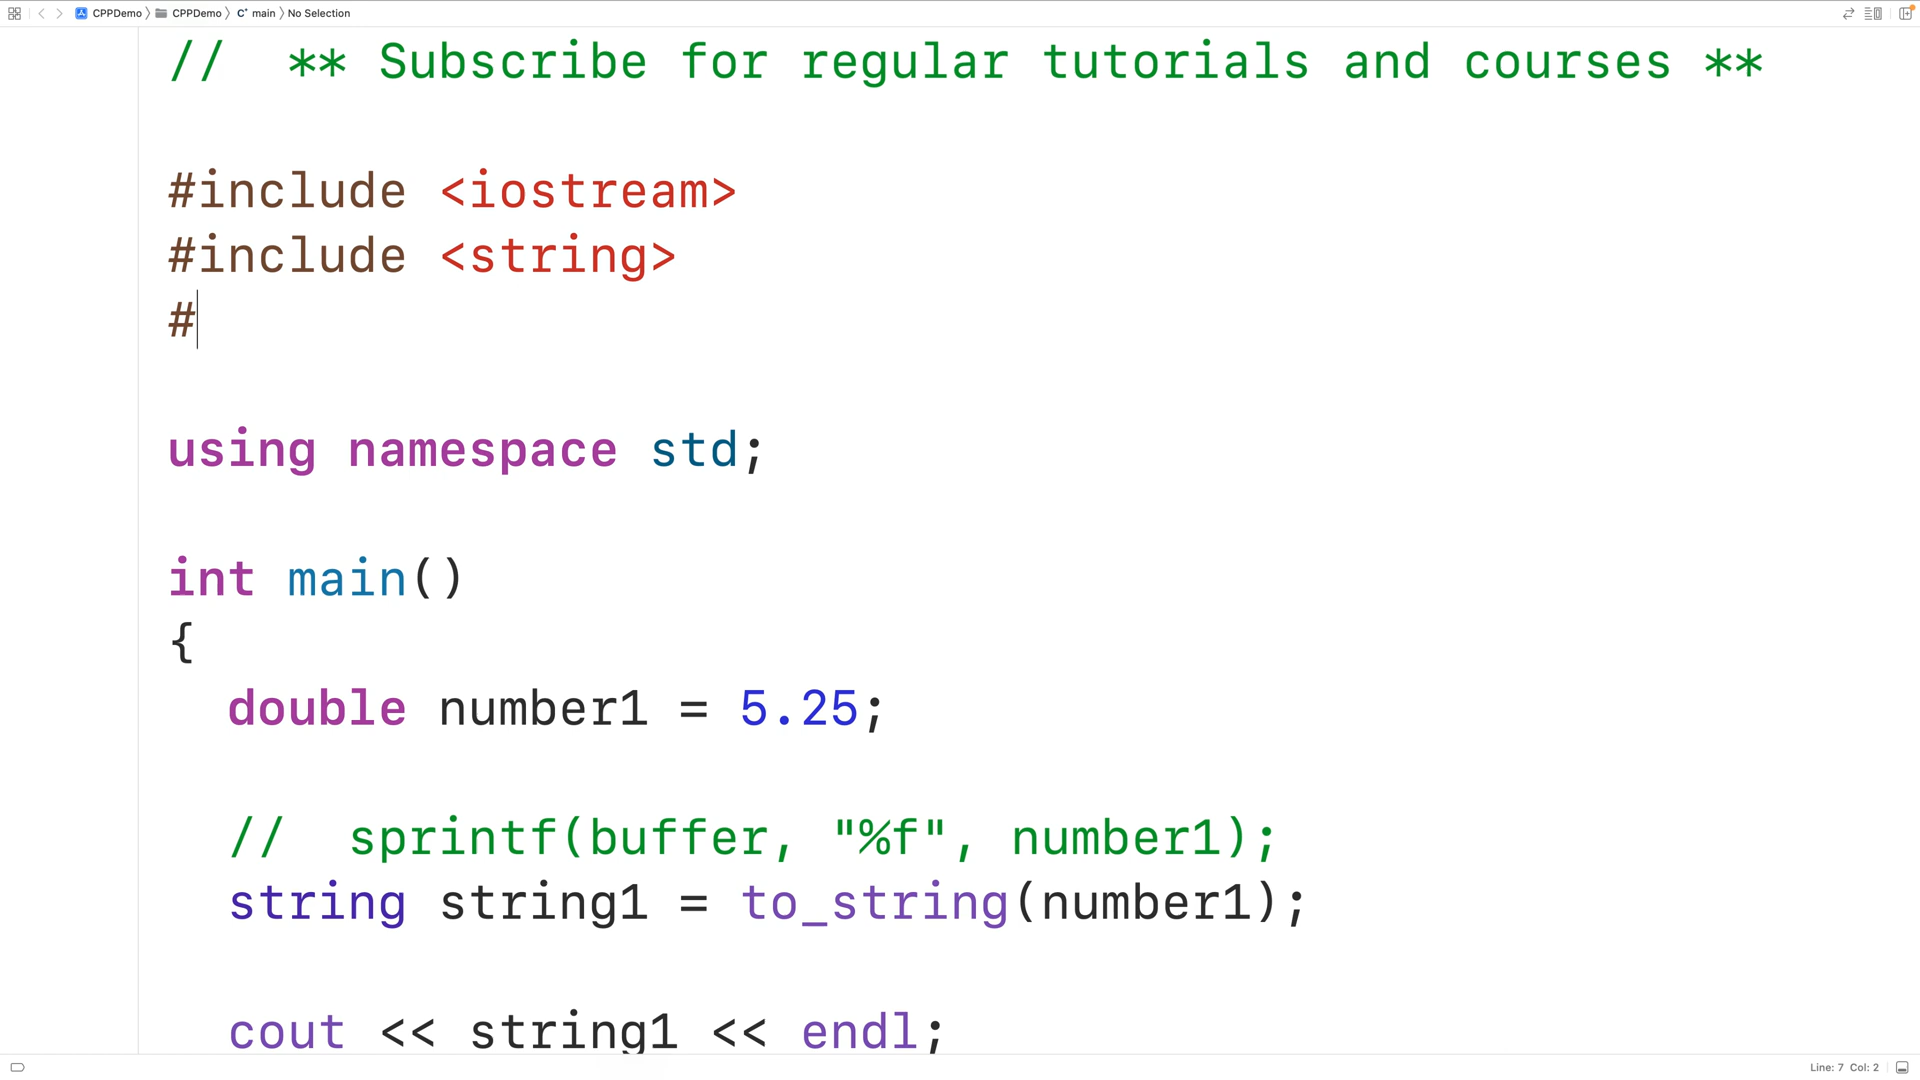 CPPDemo CPPDemo main No Selection
// ** Subscribe for regular tutorials and courses **
#include <iostream>
#include <string>
#
using namespace std;
int main()
{
double number1 = 5.25;
// sprintf(buffer, "%f", number1);
string string1 = to_string(number1);
cout << string1 << endl;
Line: 7 Col: 2